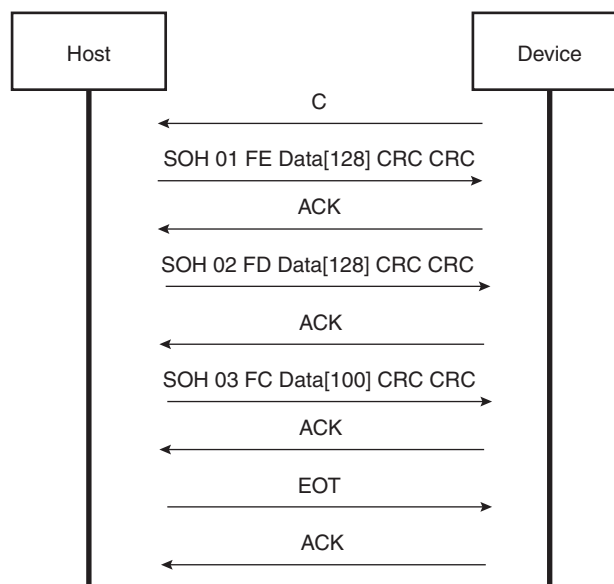 Host
Device
C
SOH 01 FE Data[128] CRC CRC
ACK
SOH 02 FD Data[128] CRC CRC
ACK
SOH 03 FC Data[100] CRC CRC
ACK
EOT
ACK